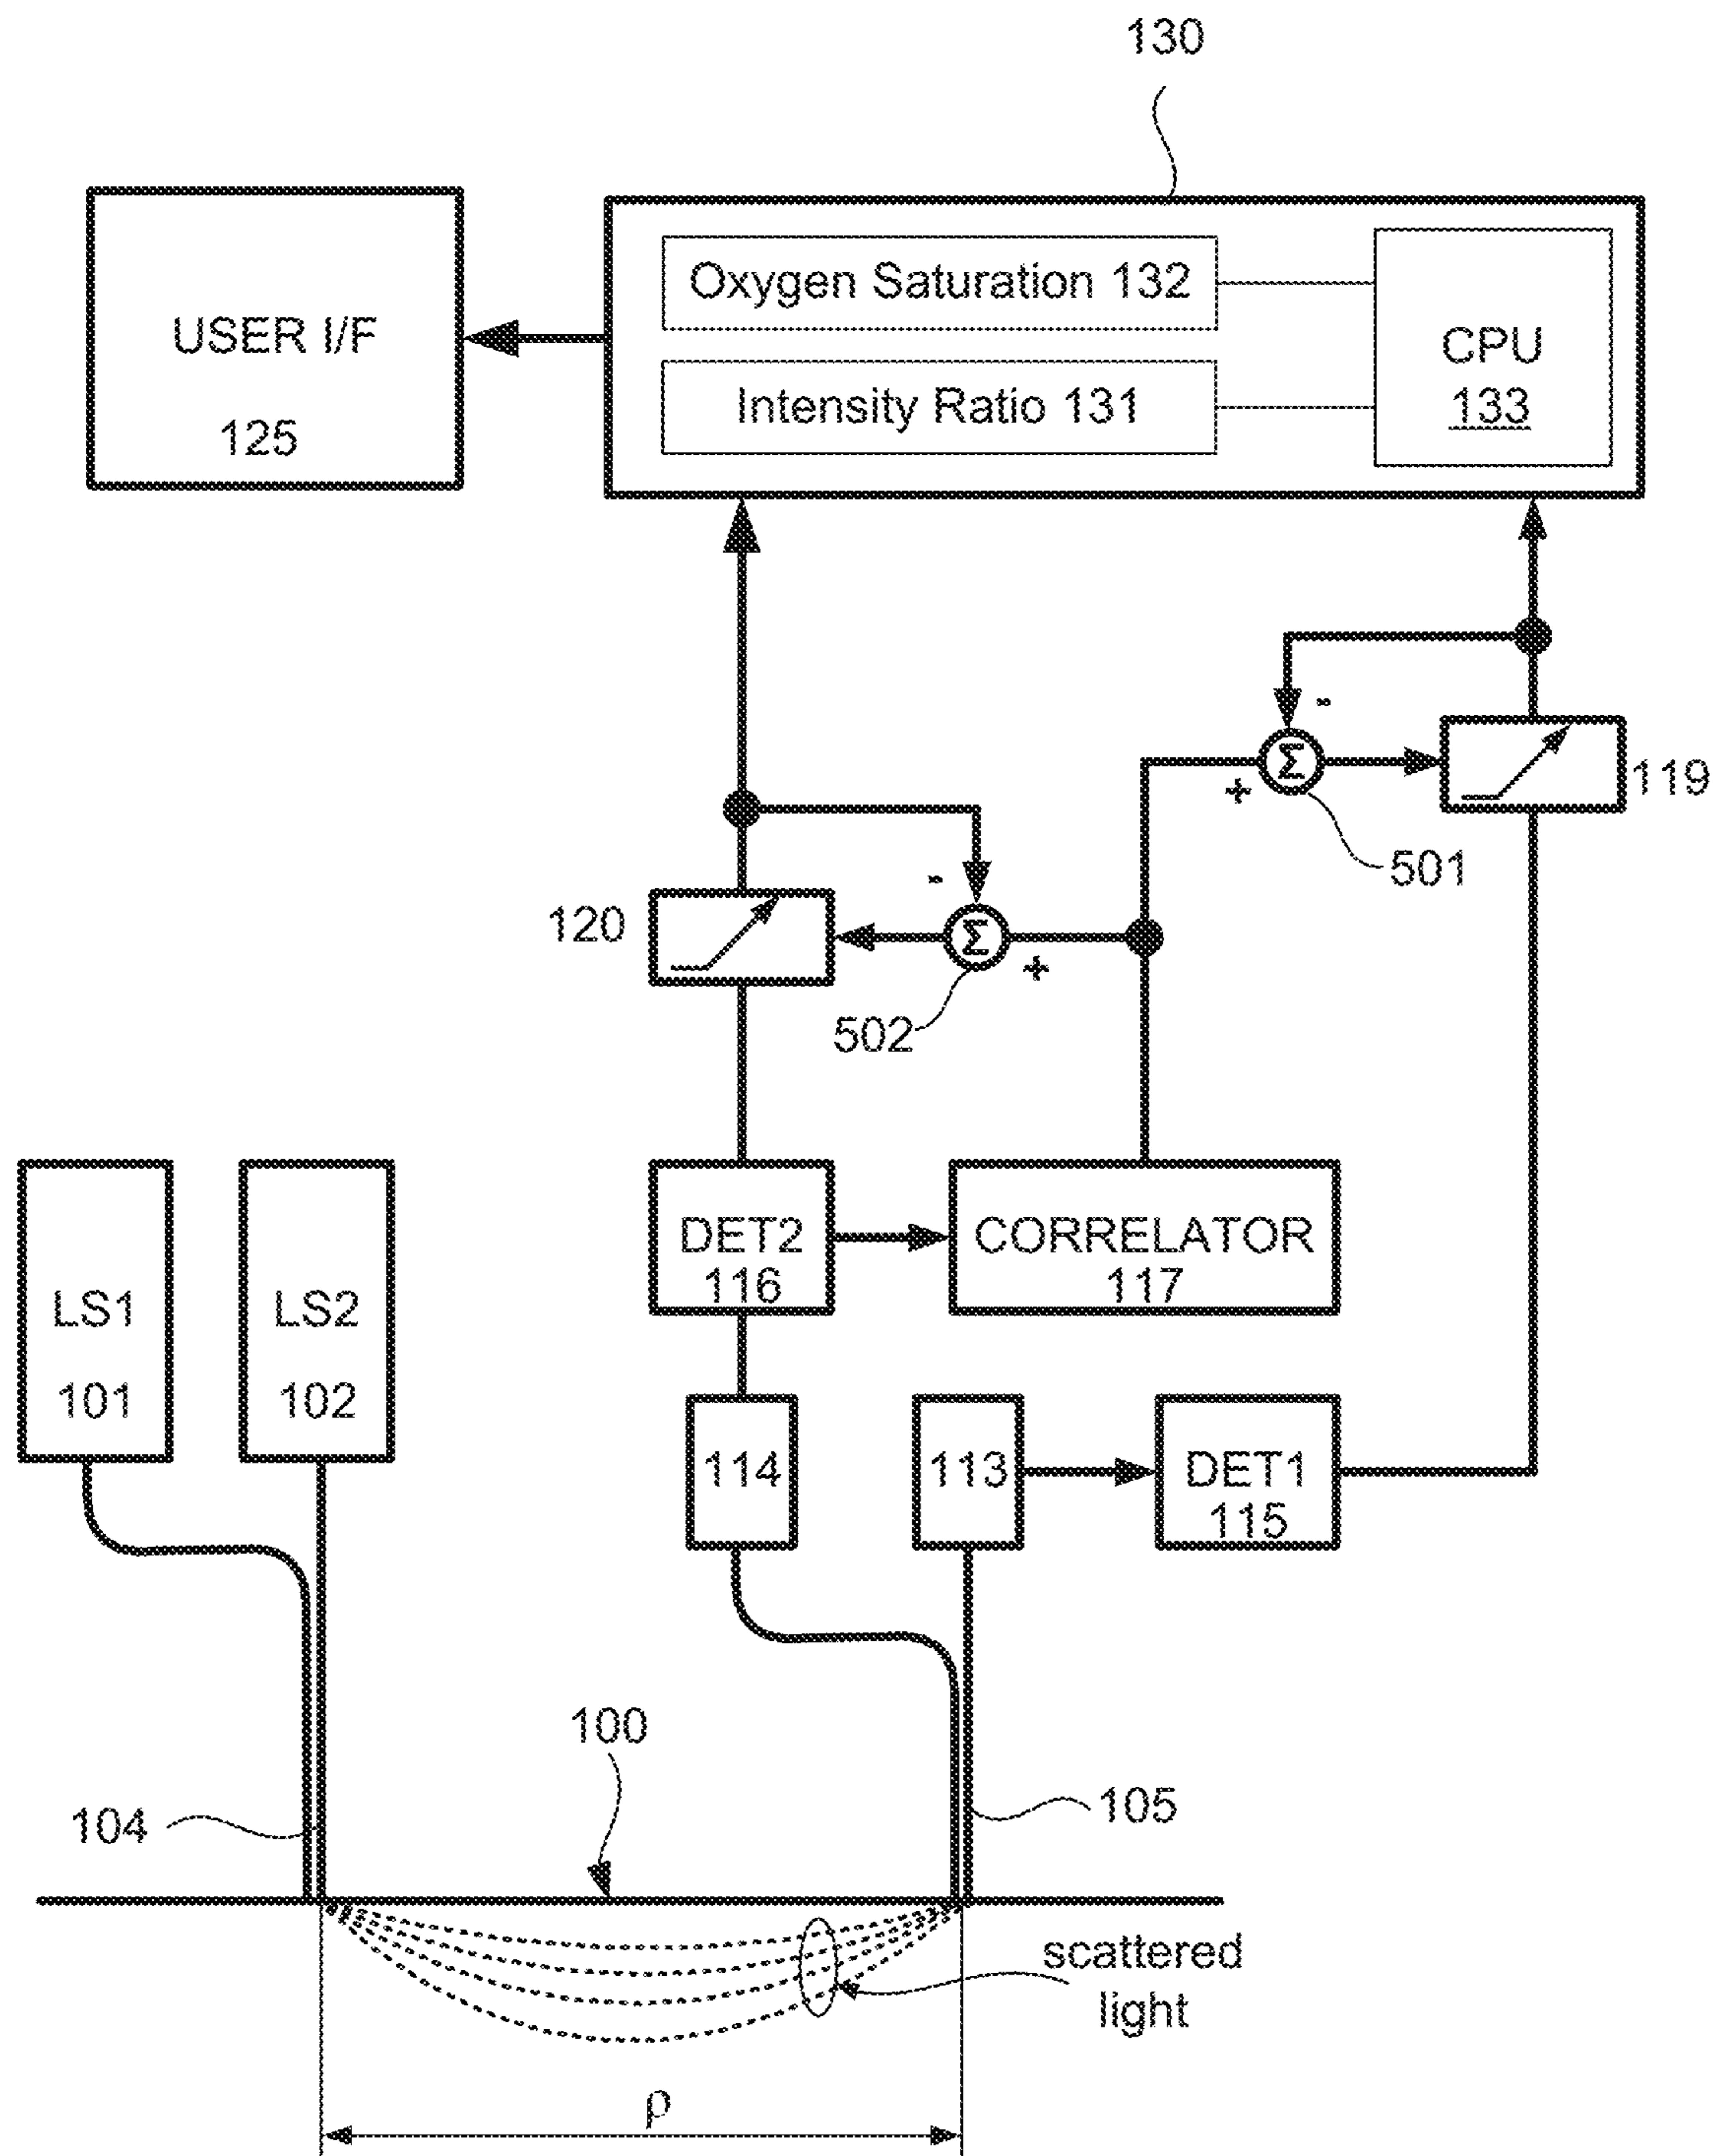 130
USER I/F
125
Oxygen Saturation 132
Intensity Ratio 131
CPU
133
-
Σ
+
119
501
120
-
Σ
+
502
LS1
101
LS2
102
DET2
116
CORRELATOR
117
114
113
DET1
115
100
104
105
scattered
light
ρ